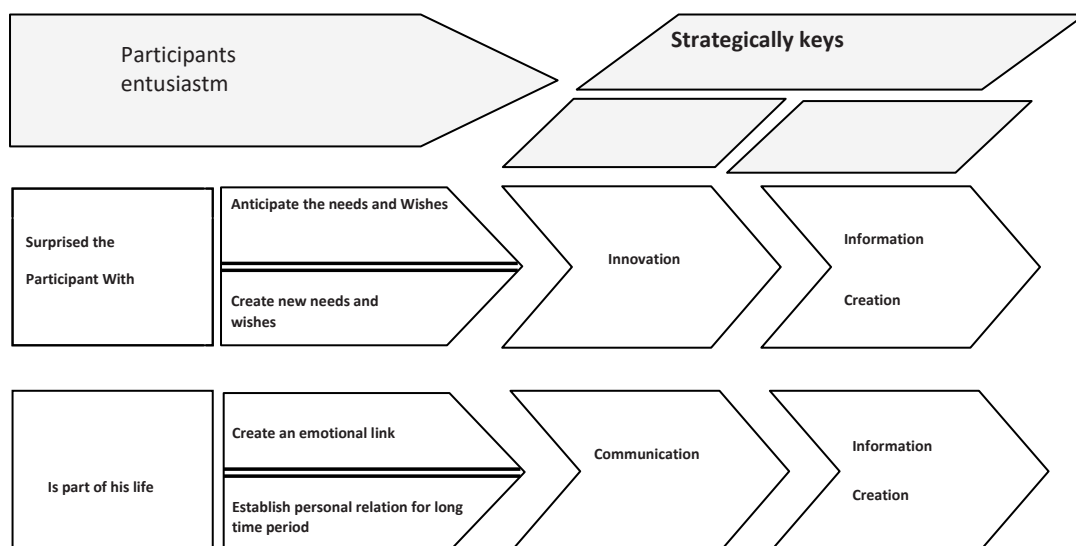 Participants
entusiastm
Strategically keys
Surprised the
Participant With
Anticipate the needs and Wishes
Create new needs and
wishes
Innovation
Information
Creation
Is part of his life
Create an emotional link
Establish personal relation for long
time period
Communication
Information
Creation